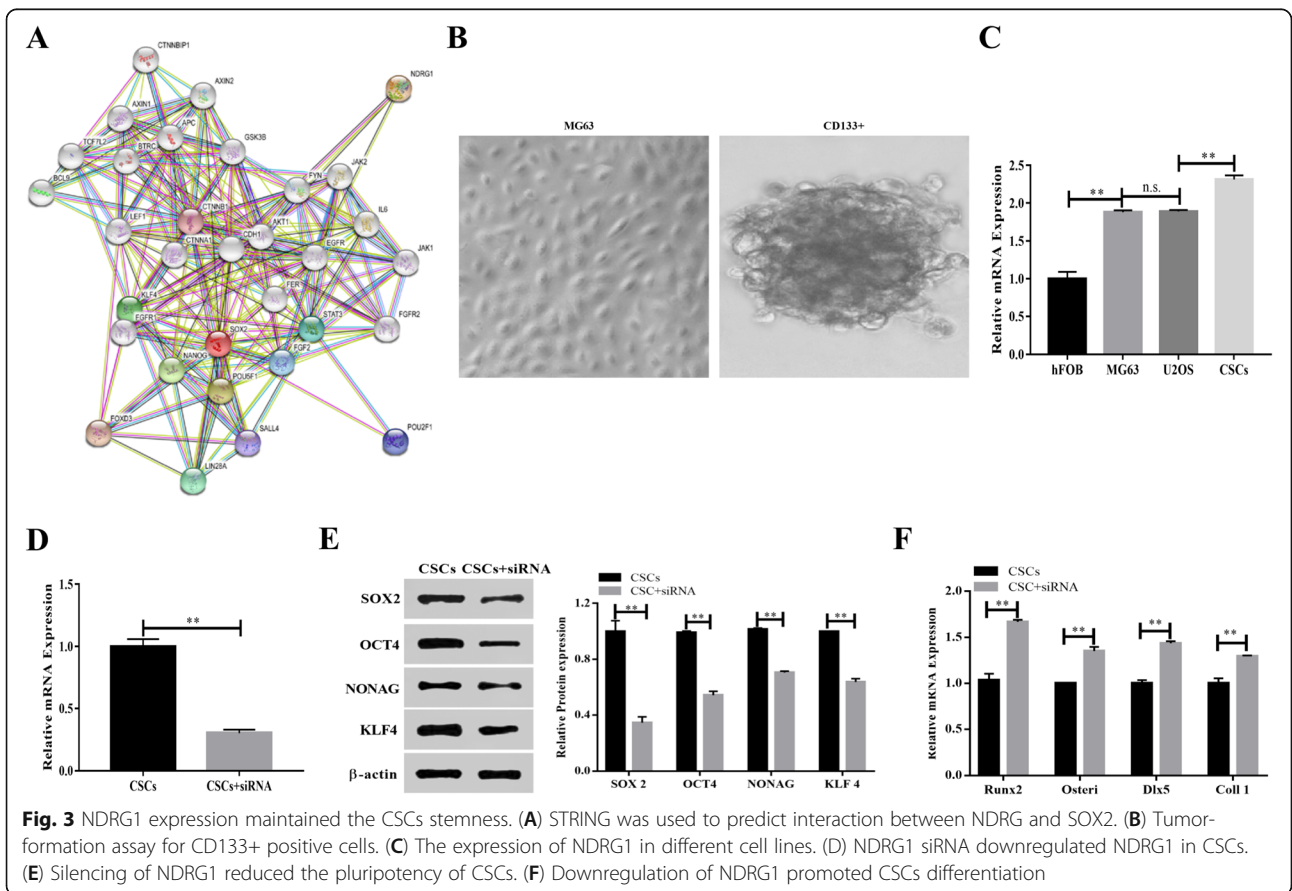 A
CTNNBIP1
NDRG1
AXIN2
AXIN1
APC
TCF7L2
BTRC
GSK3B
BCL9
JAK2
FYN
LEF1
CTNNB1
IL6
AKT1
CDH1
CTNNA1
EGFR
JAK1
FER
KLF4
FGFR1
STAT3
FGFR2
SOX2
FGF2
NANOG
POU5F1
FOXD3
SALL4
POU2F1
LIN28A
B
MG63 CD133+
C
Relative mRNA Expression
2.5
2.0
1.5
1.0
0.5
0.0
** n.s. **
hFOB MG63 U2OS CSCs
D
Relative mRNA Expression
1.5
1.0
0.5
0.0
**
CSCs CSCs+siRNA
E
CSCs CSCs+siRNA
SOX2
OCT4
NONAG
KLF4
β-actin
CSCs
CSC+siRNA
Relative Protein expression
1.2
0.8
0.4
0.0
** ** ** **
SOX 2 OCT4 NONAG KLF 4
F
CSCs
CSC+siRNA
Relative mRNA Expression
2.0
1.5
1.0
0.5
0.0
** ** ** **
Runx2 Osteri Dlx5 Coll 1
Fig. 3 NDRG1 expression maintained the CSCs stemness. (A) STRING was used to predict interaction between NDRG and SOX2. (B) Tumor-
formation assay for CD133+ positive cells. (C) The expression of NDRG1 in different cell lines. (D) NDRG1 siRNA downregulated NDRG1 in CSCs.
(E) Silencing of NDRG1 reduced the pluripotency of CSCs. (F) Downregulation of NDRG1 promoted CSCs differentiation